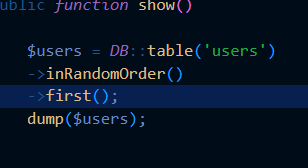 ublic function show()
$users = DB::table('users')
->inRandomOrder()
->first();
dump($users);